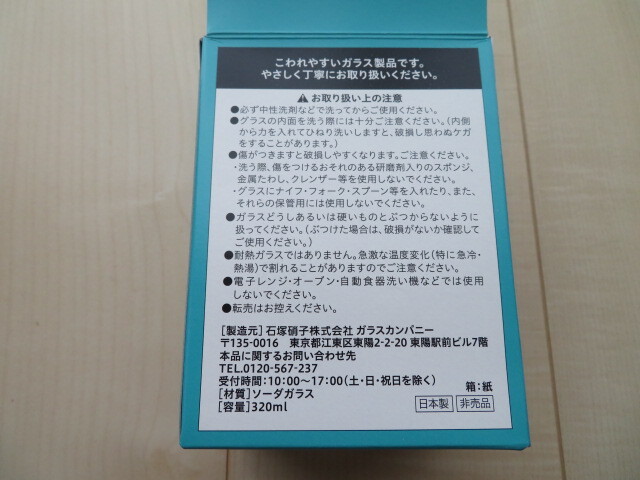 こわれやすいガラス製品です。
やさしく丁寧にお取り扱いください。
⚠お取り扱い上の注意
●必ず中性洗剤などで洗ってからご使用ください。
●グラスの内面を洗う際には十分ご注意ください。(内側
から力を入れてひねり洗いしますと、破損し思わぬケガ
をすることがあります。)
●傷がつきますと破損しやすくなります。ご注意ください。
・洗う際、傷をつけるおそれのある研磨剤入りのスポンジ、
金属たわし、クレンザー等を使用しないでください。
・グラスにナイフ・フォーク・スプーン等を入れたり、また、
それらの保管用には使用しないでください。
●ガラスどうしあるいは硬いものとぶつからないように
扱ってください。(ぶつけた場合は、破損がないか確認して
ご使用ください。)
●耐熱ガラスではありません。急激な温度変化(特に急冷・
熱湯)で割れることがありますのでご注意ください。
●電子レンジ・オーブン・自動食器洗い機などでは使用
しないでください。
●転売はお控えください。
[製造元]石塚硝子株式会社 ガラスカンパニー
〒135-0016 東京都江東区東陽2-2-20 東陽駅前ビル7階
本品に関するお問い合わせ先
TEL.0120-567-237
受付時間:10:00〜17:00(土・日・祝日を除く)
[材質]ソーダガラス
[容量]320ml
箱:紙
日本製 非売品